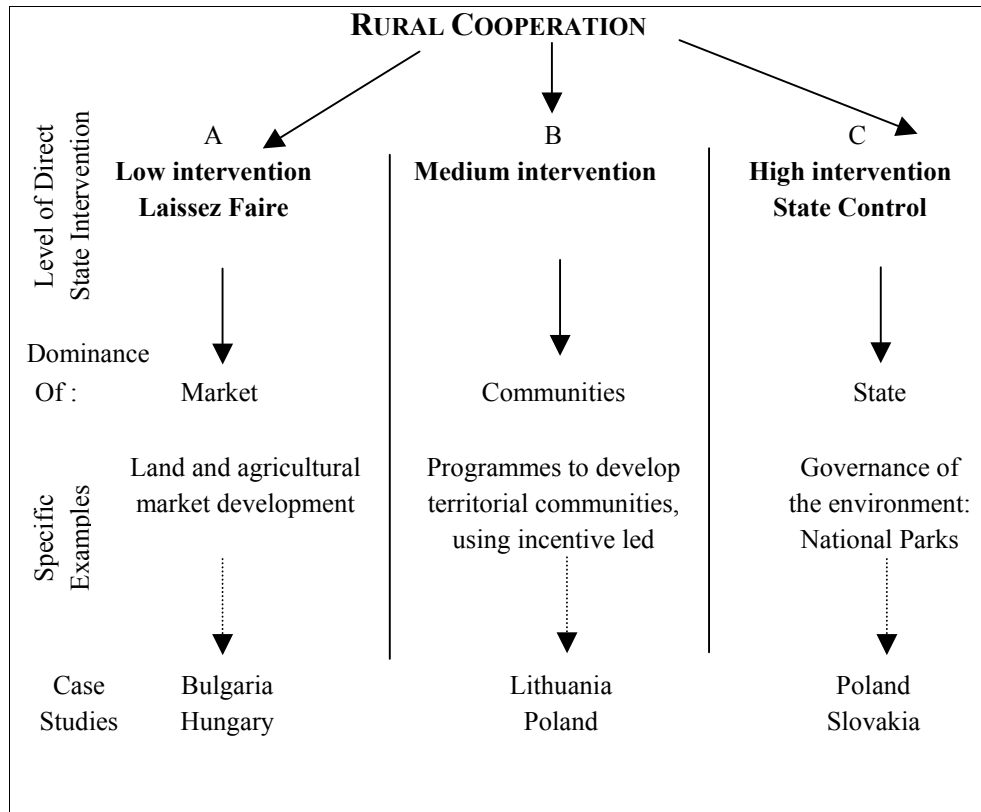 RURAL COOPERATION
Level of Direct
State Intervention
A
Low intervention
Laissez Faire
B
Medium intervention
C
High intervention
State Control
Dominance
Of :
Market
Communities
State
Specific
Examples
Land and agricultural
market development
Programmes to develop
territorial communities,
using incentive led
Governance of
the environment:
National Parks
Case
Studies
Bulgaria
Hungary
Lithuania
Poland
Poland
Slovakia